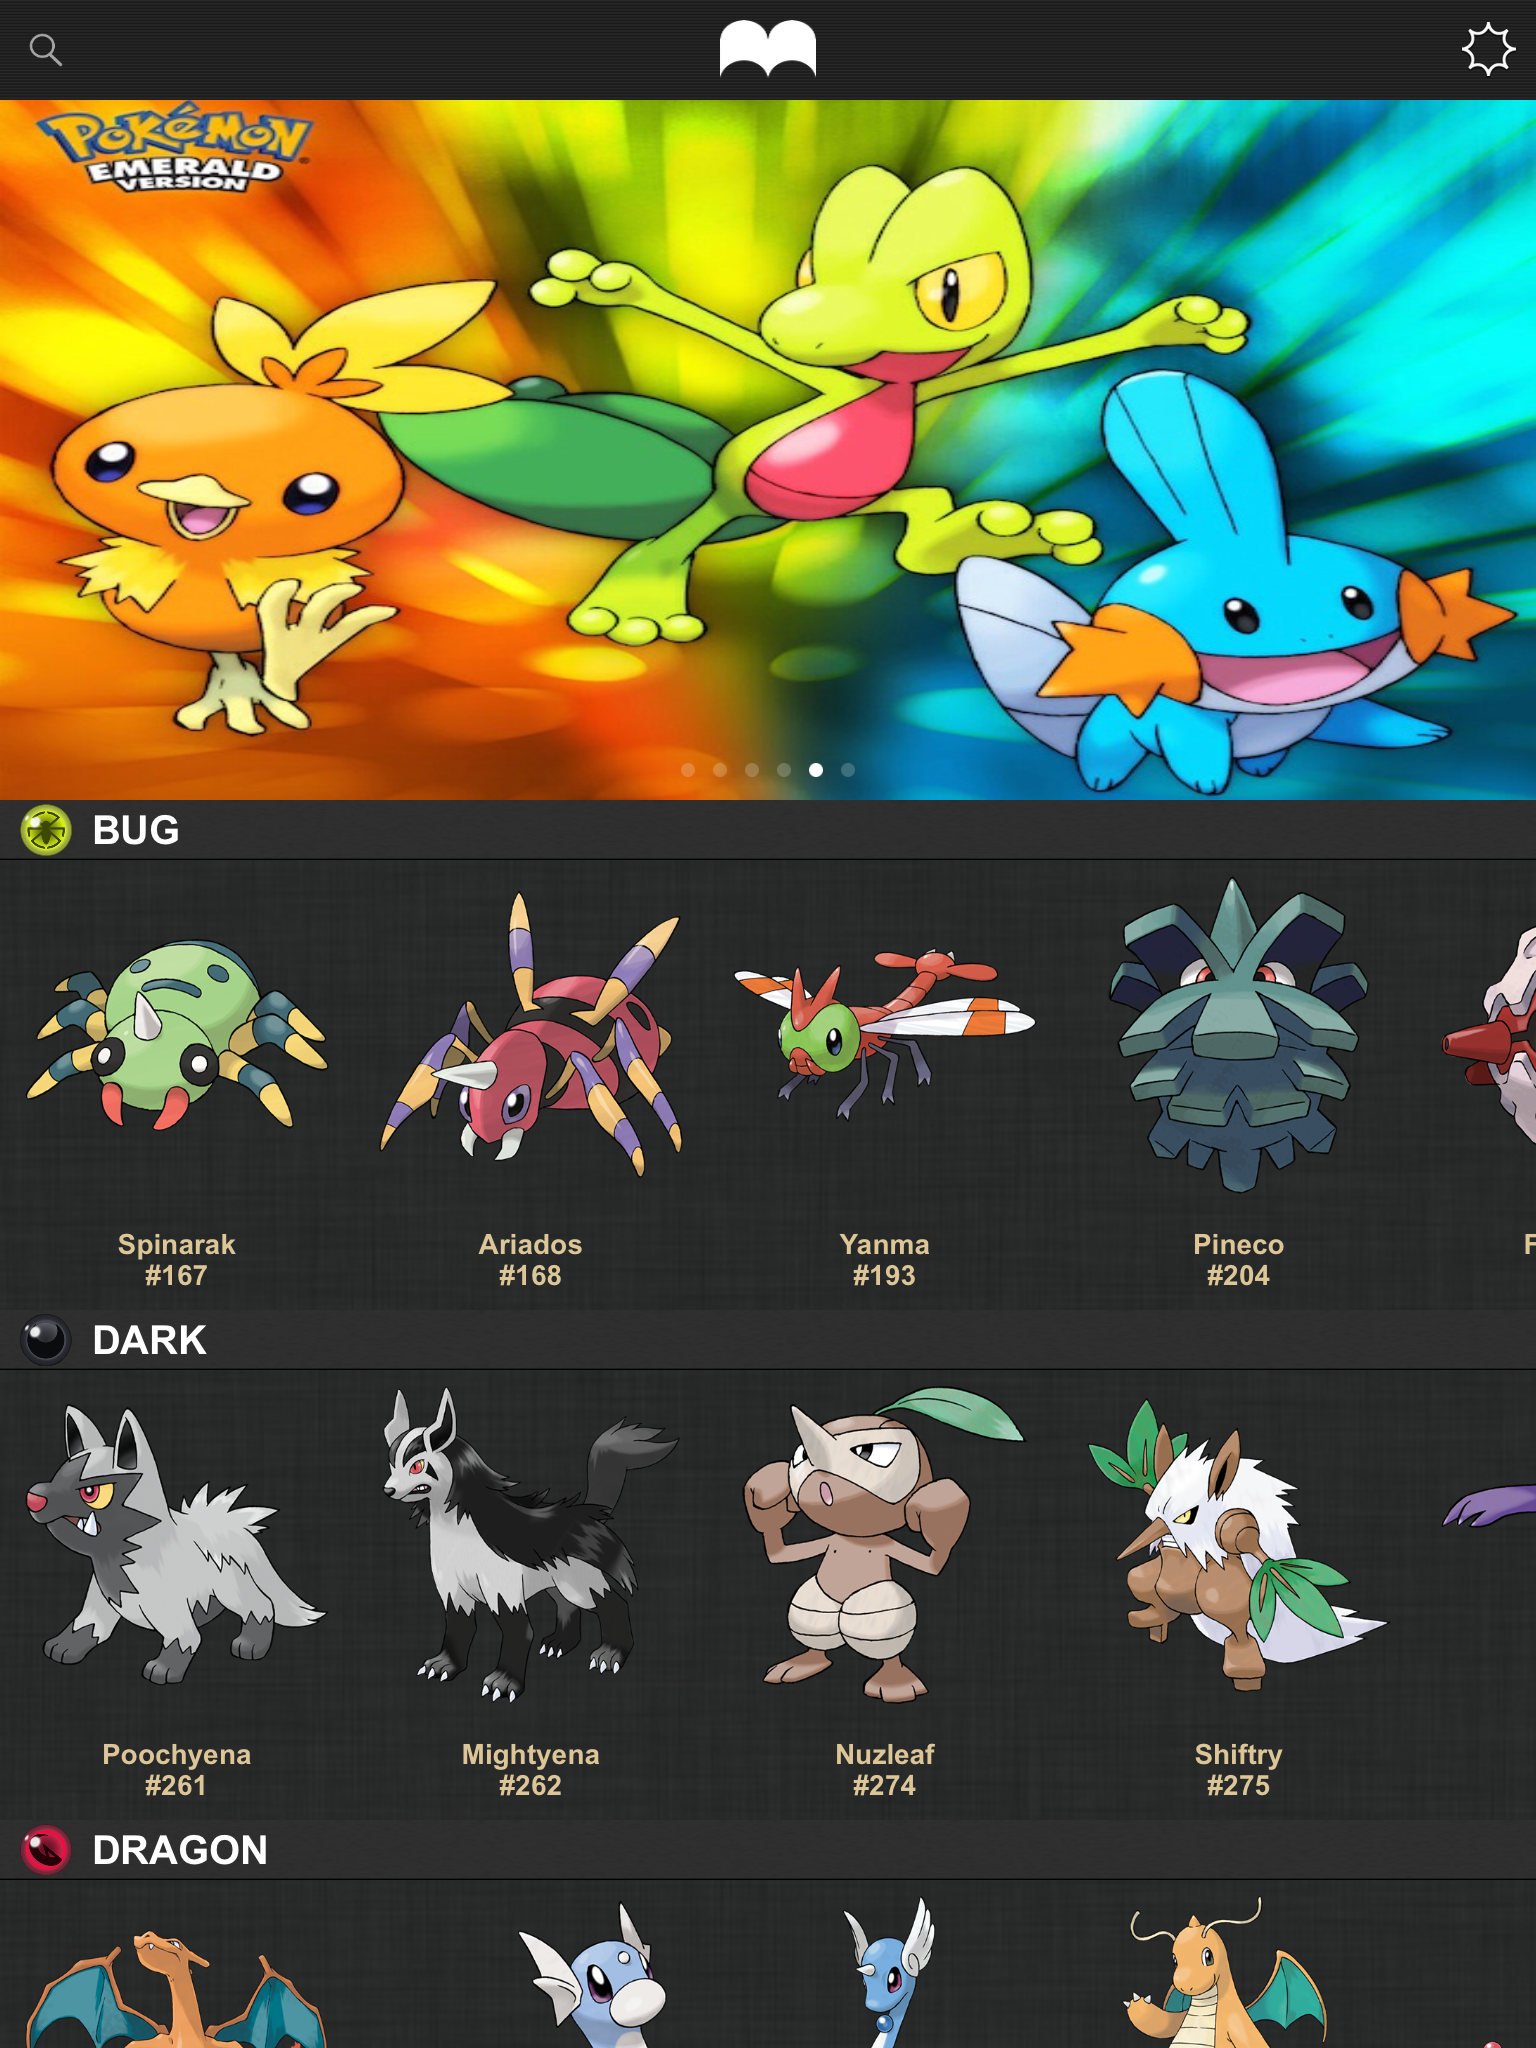 POKéMON
EMERALD
VERSION
BUG
Spinarak
#167
Ariados
#168
Yanma
#193
Pineco
#204
F
DARK
Poochyena
#261
Mightyena
#262
Nuzleaf
#274
Shiftry
#275
DRAGON